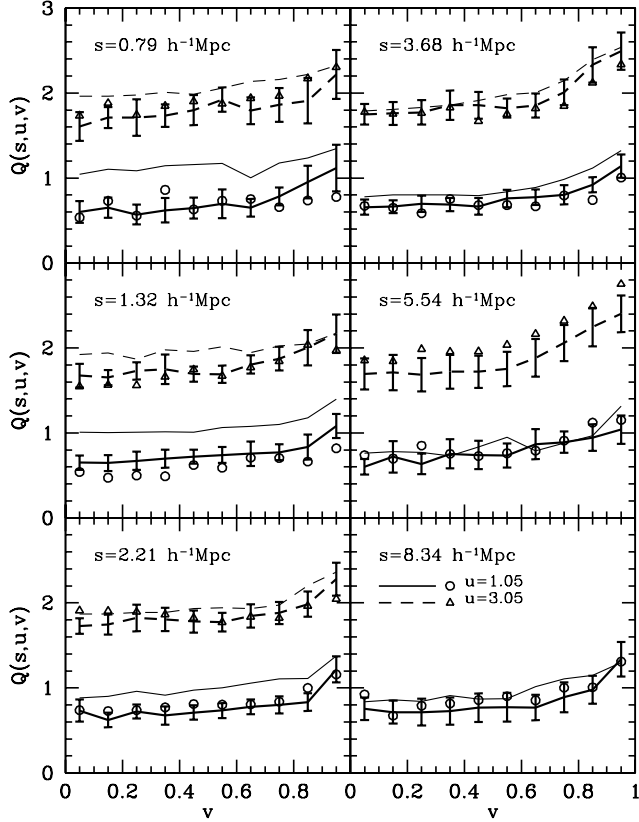 3
s=0.79 h⁻¹Mpc
s=3.68 h⁻¹Mpc
2
Q(s,u,v)
1
0
s=1.32 h⁻¹Mpc
s=5.54 h⁻¹Mpc
2
Q(s,u,v)
1
0
s=2.21 h⁻¹Mpc
s=8.34 h⁻¹Mpc
u=1.05
u=3.05
2
Q(s,u,v)
1
0
0 0.2 0.4 0.6 0.8 0 0.2 0.4 0.6 0.8 1
v v